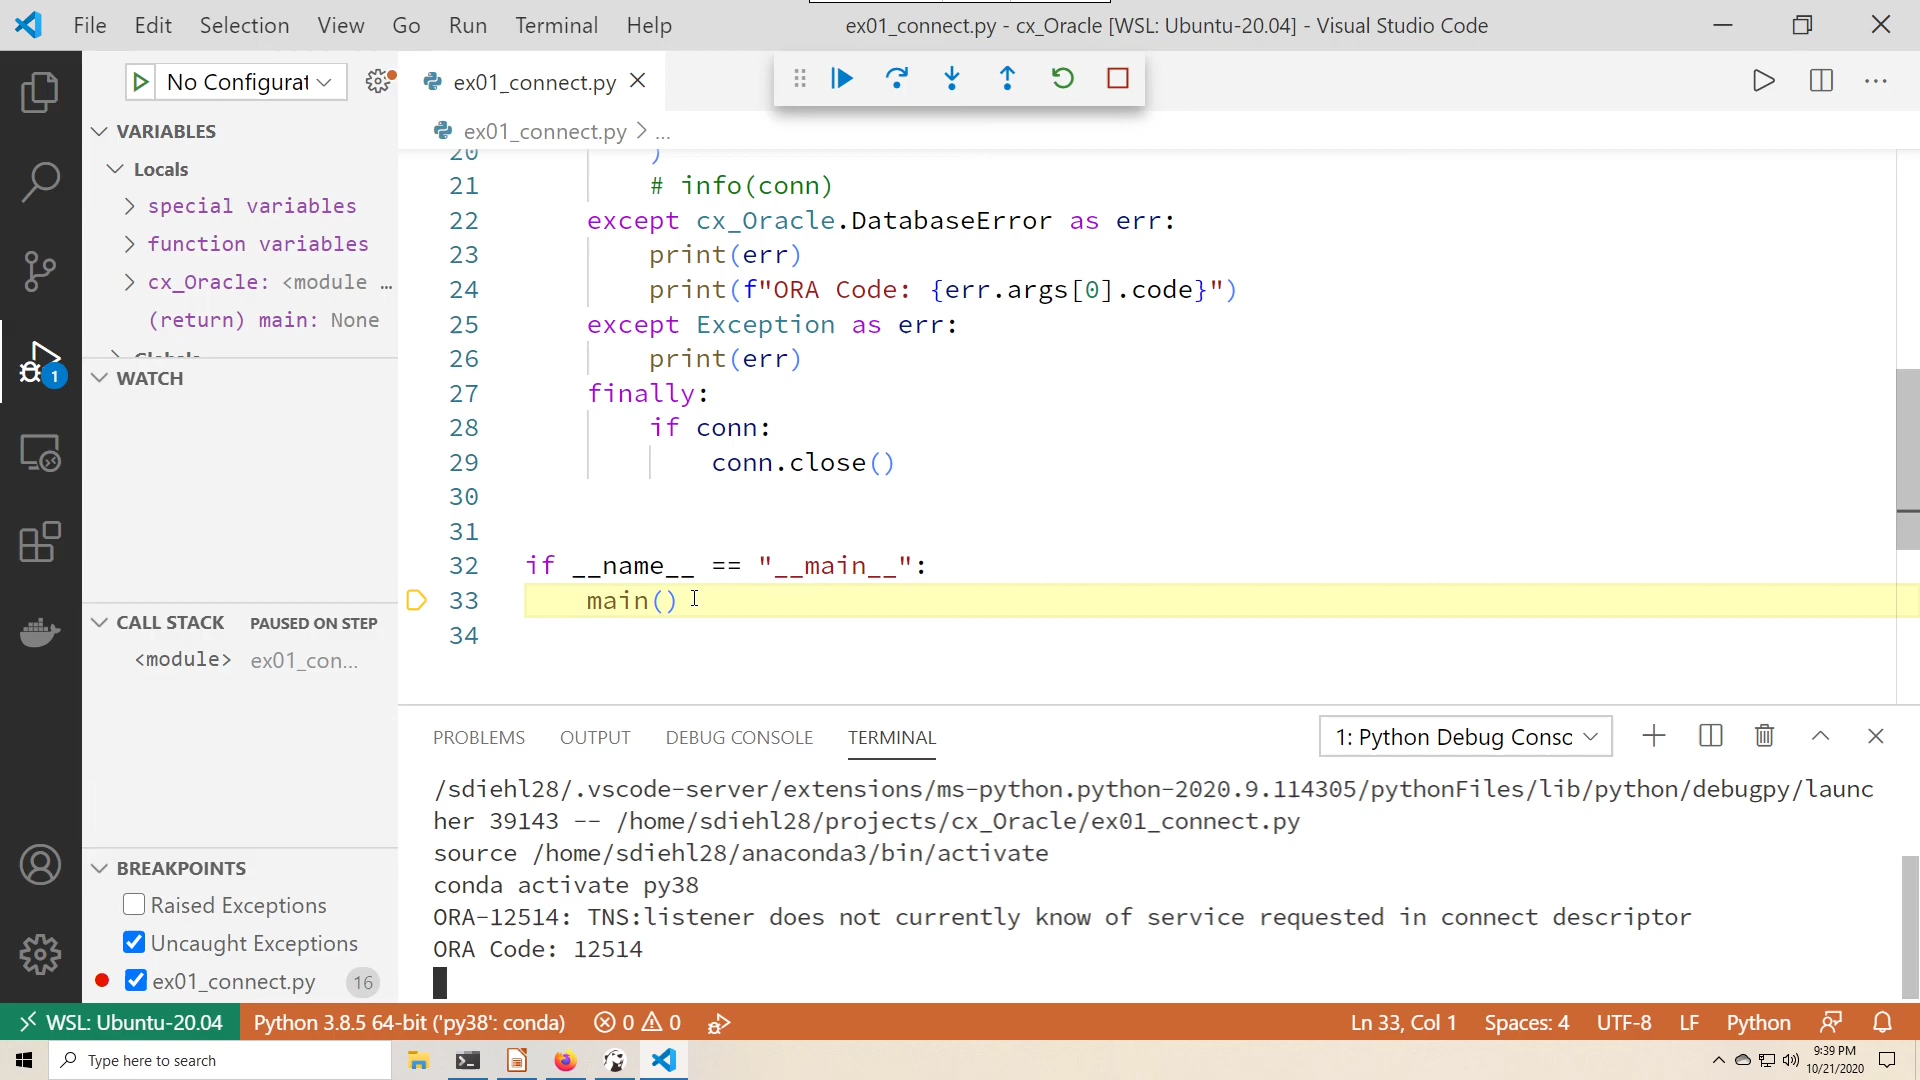 File Edit Selection View Go Run Terminal Help
ex01_connect.py - cx_Oracle [WSL: Ubuntu-20.04] - Visual Studio Code
No Configurat
ex01_connect.py
ex01_connect.py > ...
VARIABLES
Locals
special variables
function variables
cx_Oracle: <module ...
(return) main: None
Globals
WATCH
CALL STACK PAUSED ON STEP
<module> ex01_con...
BREAKPOINTS
Raised Exceptions
Uncaught Exceptions
ex01_connect.py 16
1
20 )
21 # info(conn)
22 except cx_Oracle.DatabaseError as err:
23 print(err)
24 print(f"ORA Code: {err.args[0].code}")
25 except Exception as err:
26 print(err)
27 finally:
28 if conn:
29 conn.close()
30
31
32 if __name__ == "__main__":
33 main()
34
PROBLEMS OUTPUT DEBUG CONSOLE TERMINAL
1: Python Debug Consc
/sdiehl28/.vscode-server/extensions/ms-python.python-2020.9.114305/pythonFiles/lib/python/debugpy/launc
her 39143 -- /home/sdiehl28/projects/cx_Oracle/ex01_connect.py
source /home/sdiehl28/anaconda3/bin/activate
conda activate py38
ORA-12514: TNS:listener does not currently know of service requested in connect descriptor
ORA Code: 12514
WSL: Ubuntu-20.04 Python 3.8.5 64-bit ('py38': conda) 0 0 Ln 33, Col 1 Spaces: 4 UTF-8 LF Python
Type here to search
9:39 PM
10/21/2020